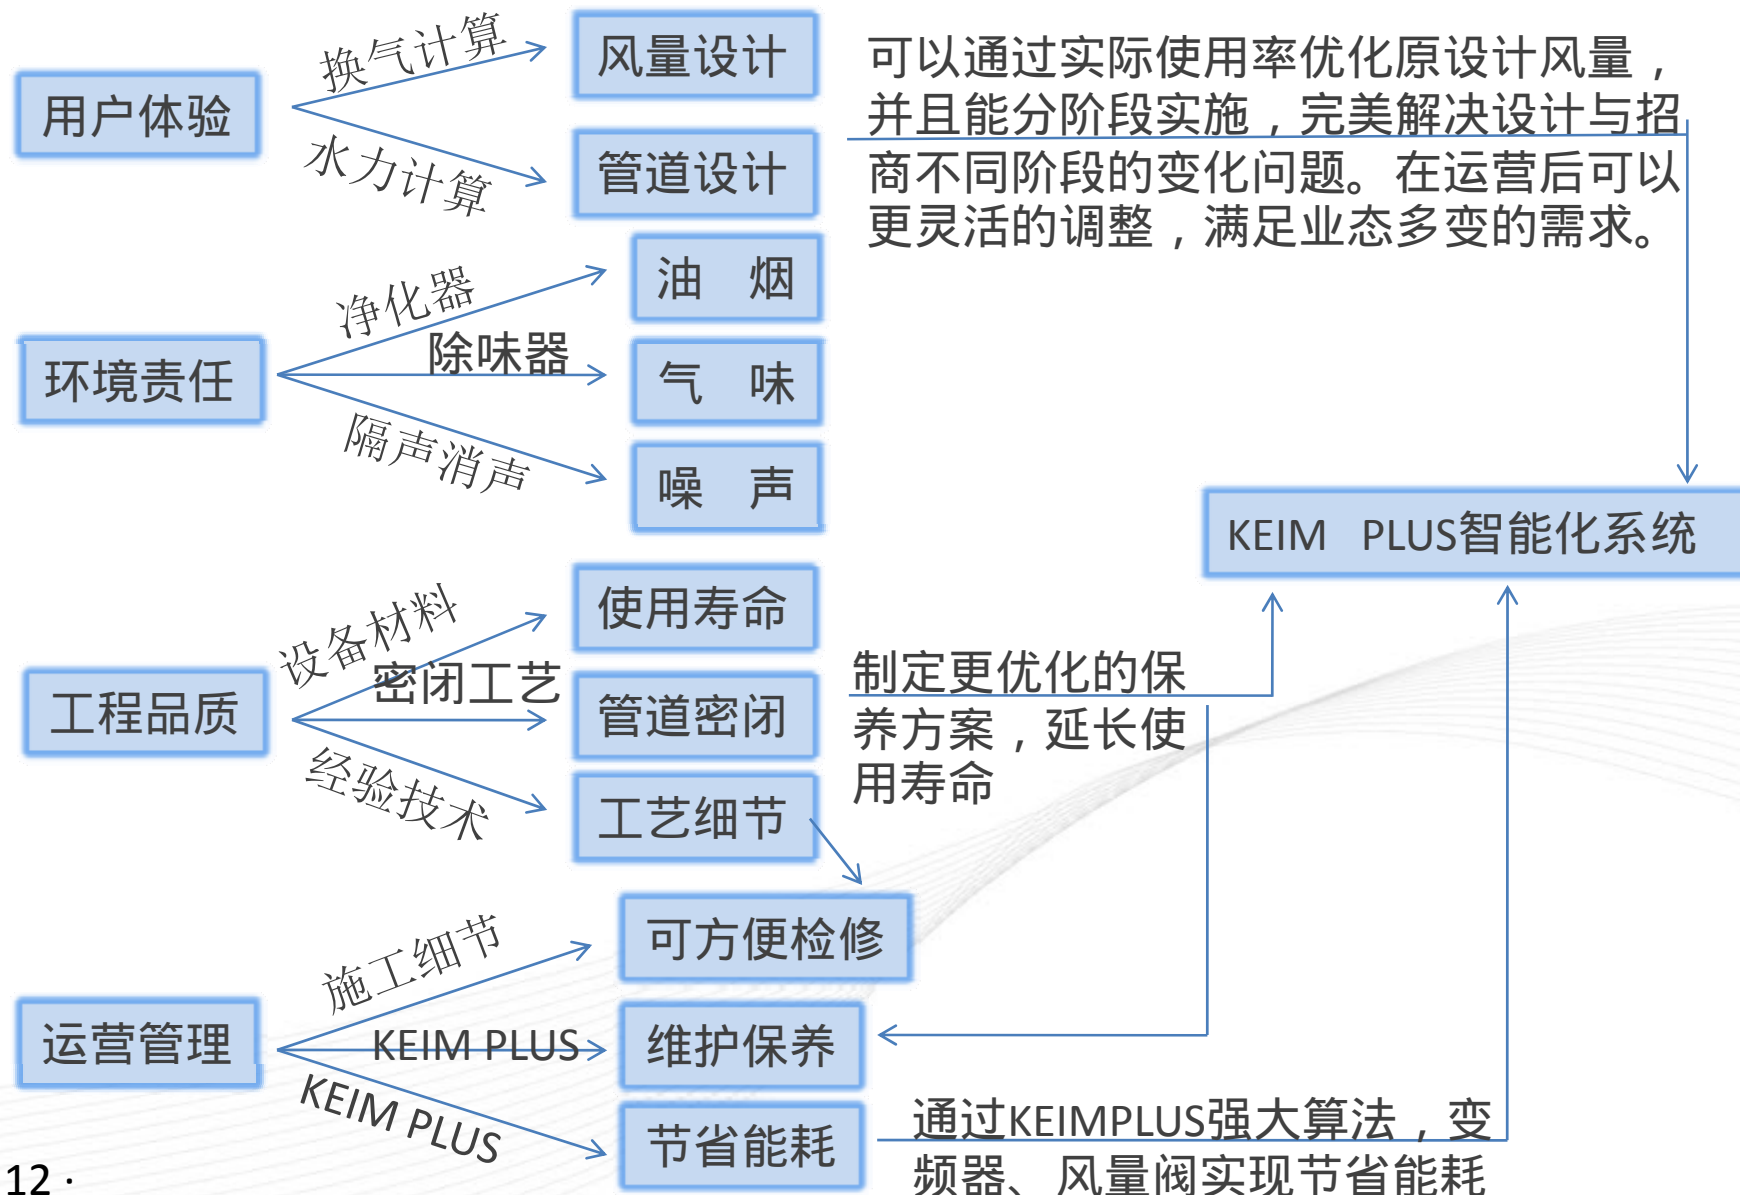 换气计算
风量设计
用户体验
水力计算
管道设计
可以通过实际使用率优化原设计风量，
并且能分阶段实施，完美解决设计与招
商不同阶段的变化问题。在运营后可以
更灵活的调整，满足业态多变的需求。
净化器
油 烟
环境责任
除味器
气 味
隔声消声
噪 声
KEIM PLUS智能化系统
设备材料
使用寿命
工程品质
密闭工艺
管道密闭
经验技术
工艺细节
制定更优化的保
养方案，延长使
用寿命
施工细节
可方便检修
运营管理
KEIM PLUS
维护保养
KEIM PLUS
节省能耗
通过KEIMPLUS强大算法，变
频器、风量阀实现节省能耗
12 ·